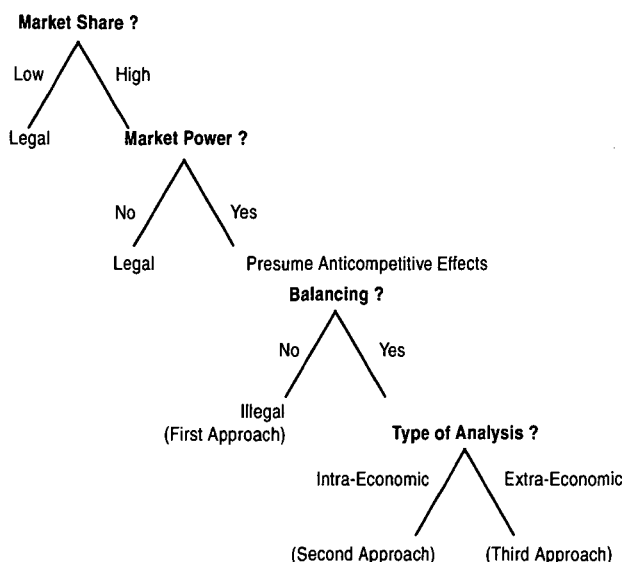 Market Share ?
Low
High
Legal
Market Power ?
No
Yes
Legal
Presume Anticompetitive Effects
Balancing ?
No
Yes
Illegal
(First Approach)
Type of Analysis ?
Intra-Economic
Extra-Economic
(Second Approach)
(Third Approach)